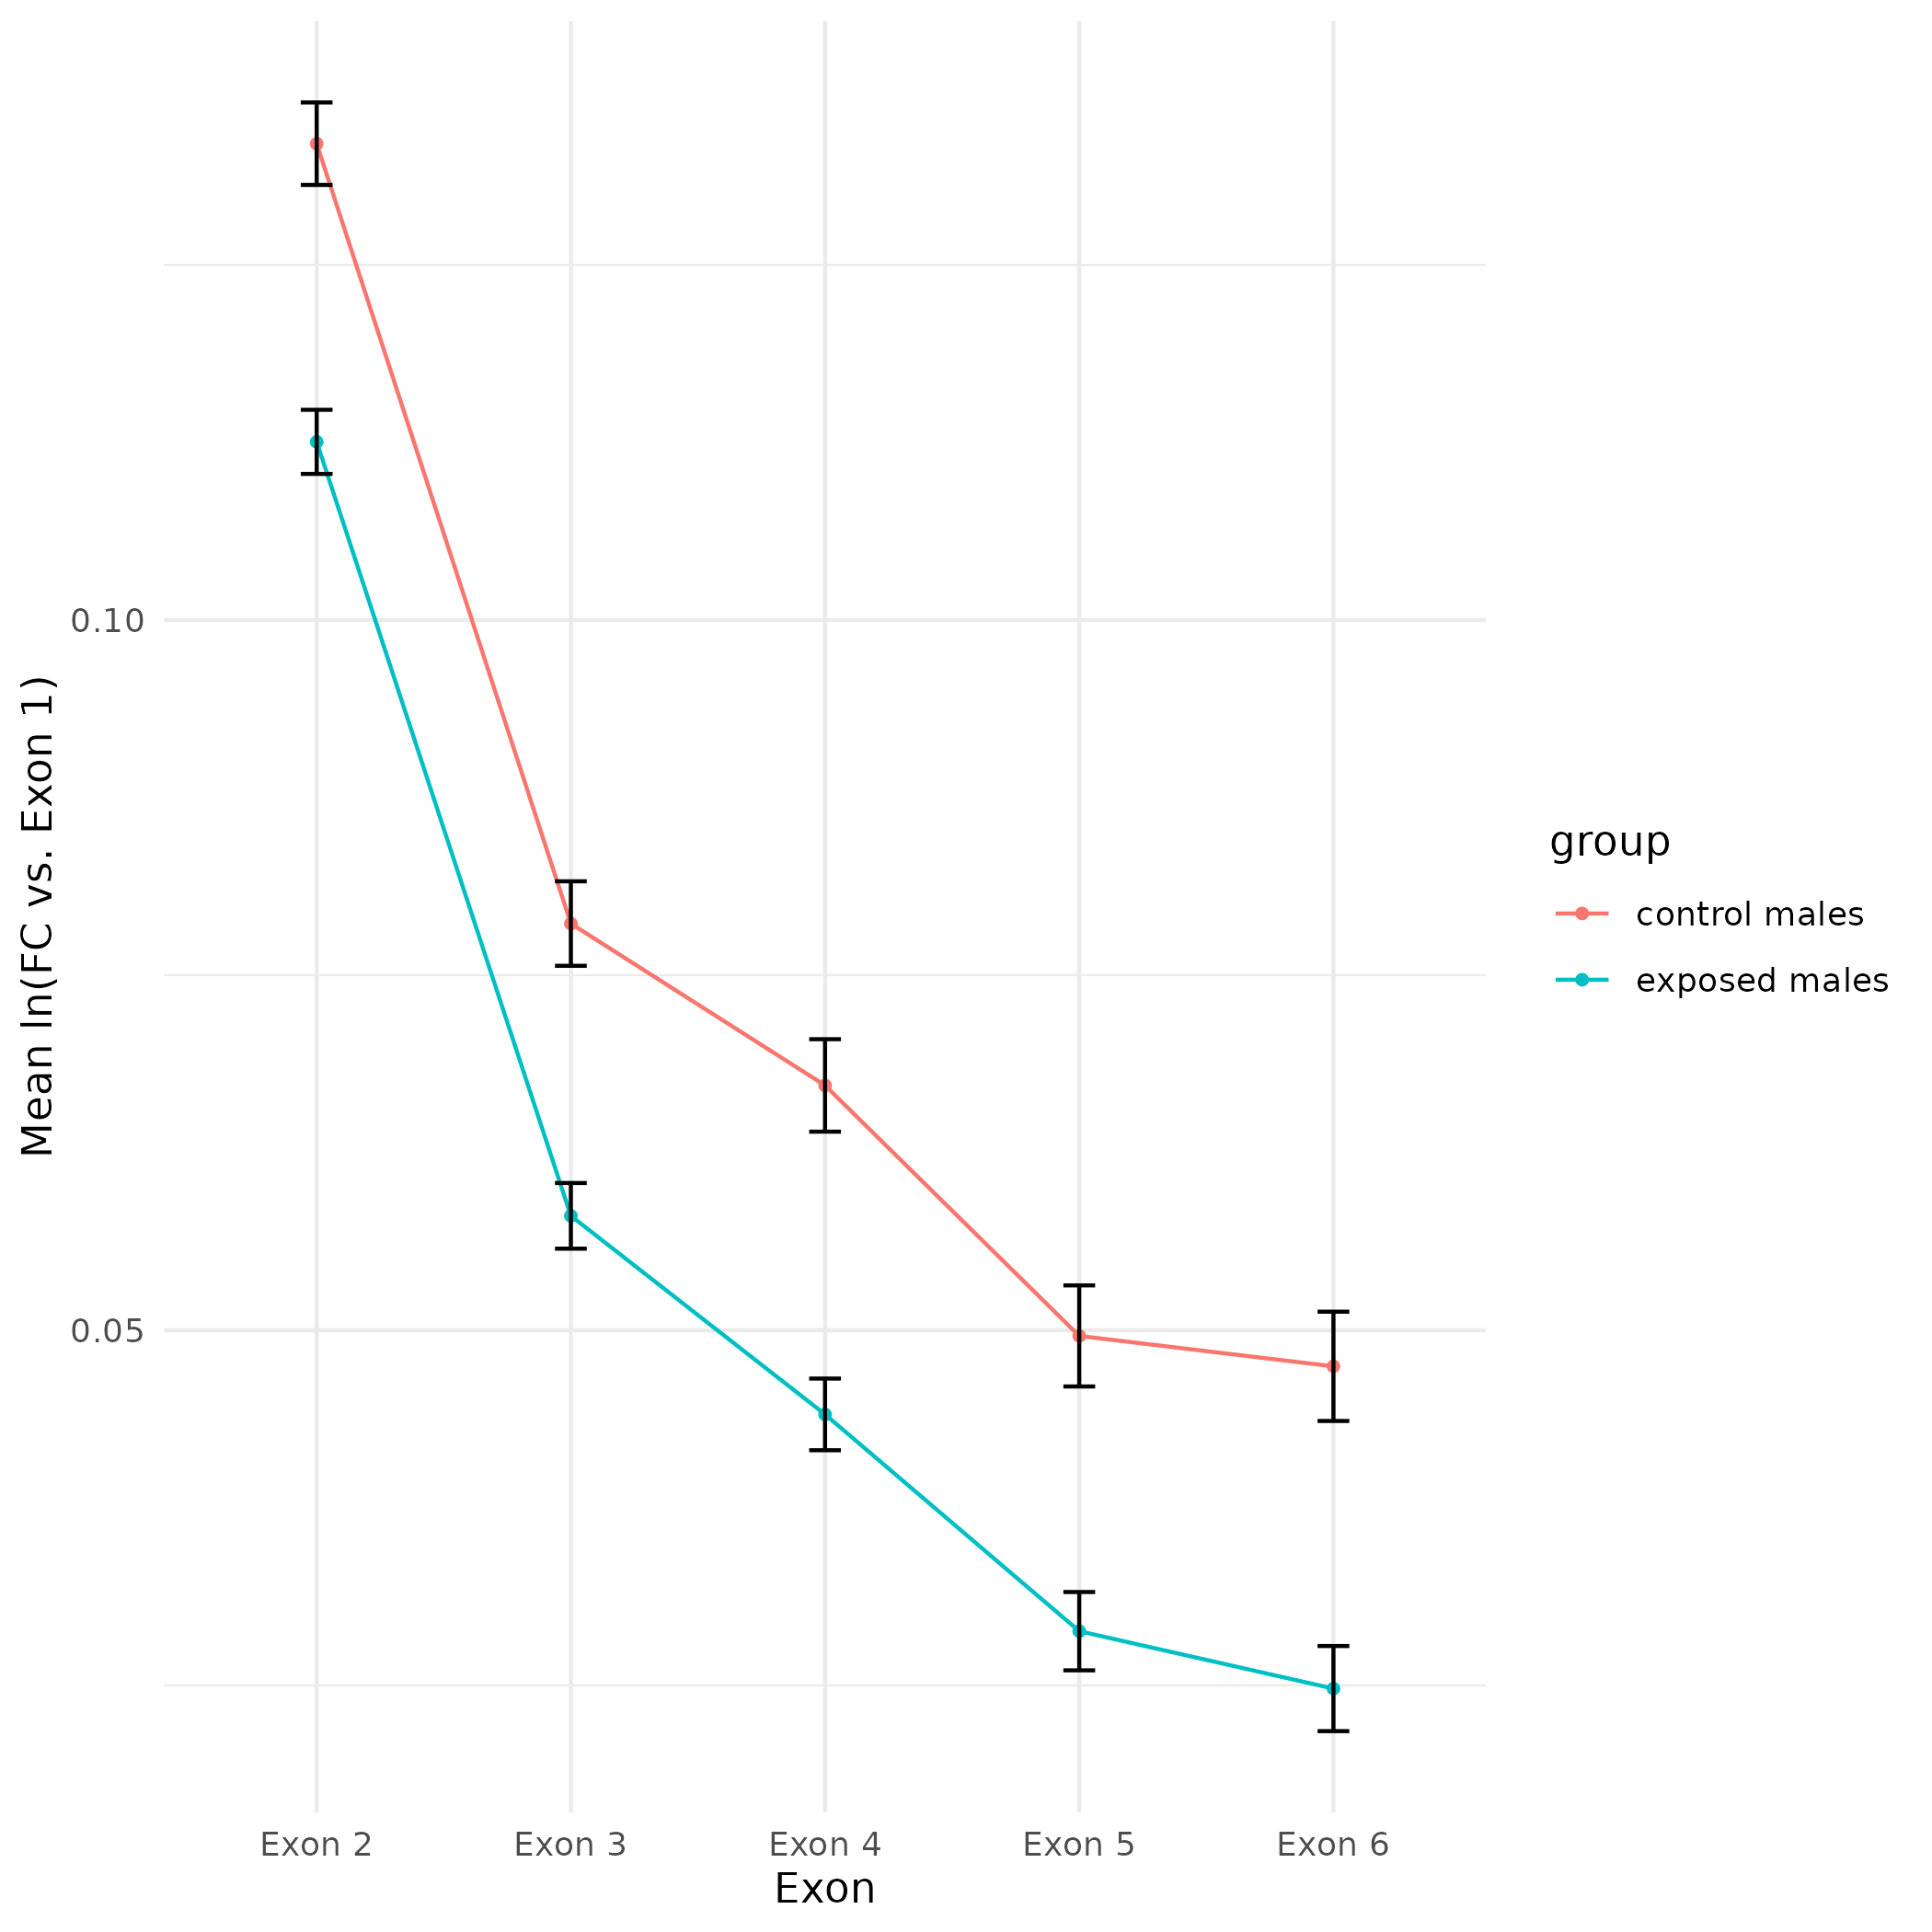 Mean ln(FC vs. Exon 1)
0.10
0.05
Exon 2
Exon 3
Exon 4
Exon 5
Exon 6
Exon
group
control males
exposed males